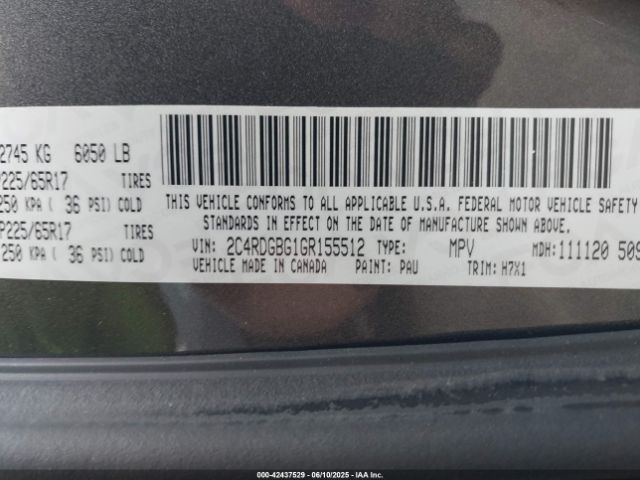 2745 KG 6050 LB
P225/65R17 TIRES
250 KPA ( 36 PSI) COLD
P225/65R17 TIRES
250 KPA ( 36 PSI) COLD
THIS VEHICLE CONFORMS TO ALL APPLICABLE U.S.A. FEDERAL MOTOR VEHICLE SAFETY
STANDARDS IN EFFECT ON THE DATE OF MANUFACTURE SHOWN ABOVE.
VIN: 2C4RDGBG1GR155512 TYPE: MPV MDH: 111120 509
VEHICLE MADE IN CANADA PAINT: PAU TRIM: H7X1
000-42437529 - 06/10/2025 - IAA Inc.